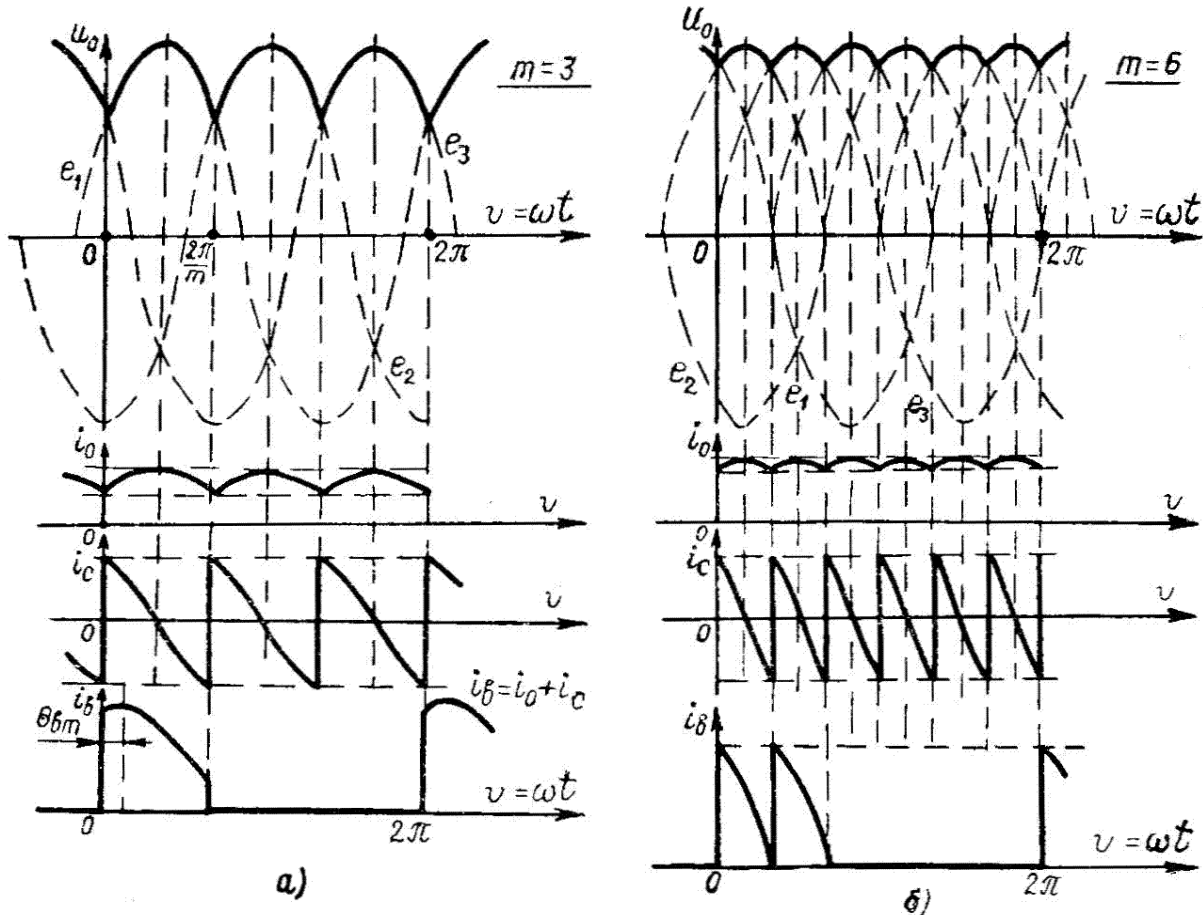 u₀
m=3
e₁
e₃
υ=ωt
0
2π/m
2π
e₂
i₀
υ
0
i_c
υ
0
i_в=i₀+i_c
i_в
θ_вm
υ=ωt
0
2π
а)
u₀
m=6
υ=ωt
0
2π
e₂
e₁
e₃
i₀
υ
0
i_c
υ
0
i_в
υ=ωt
0
2π
б)